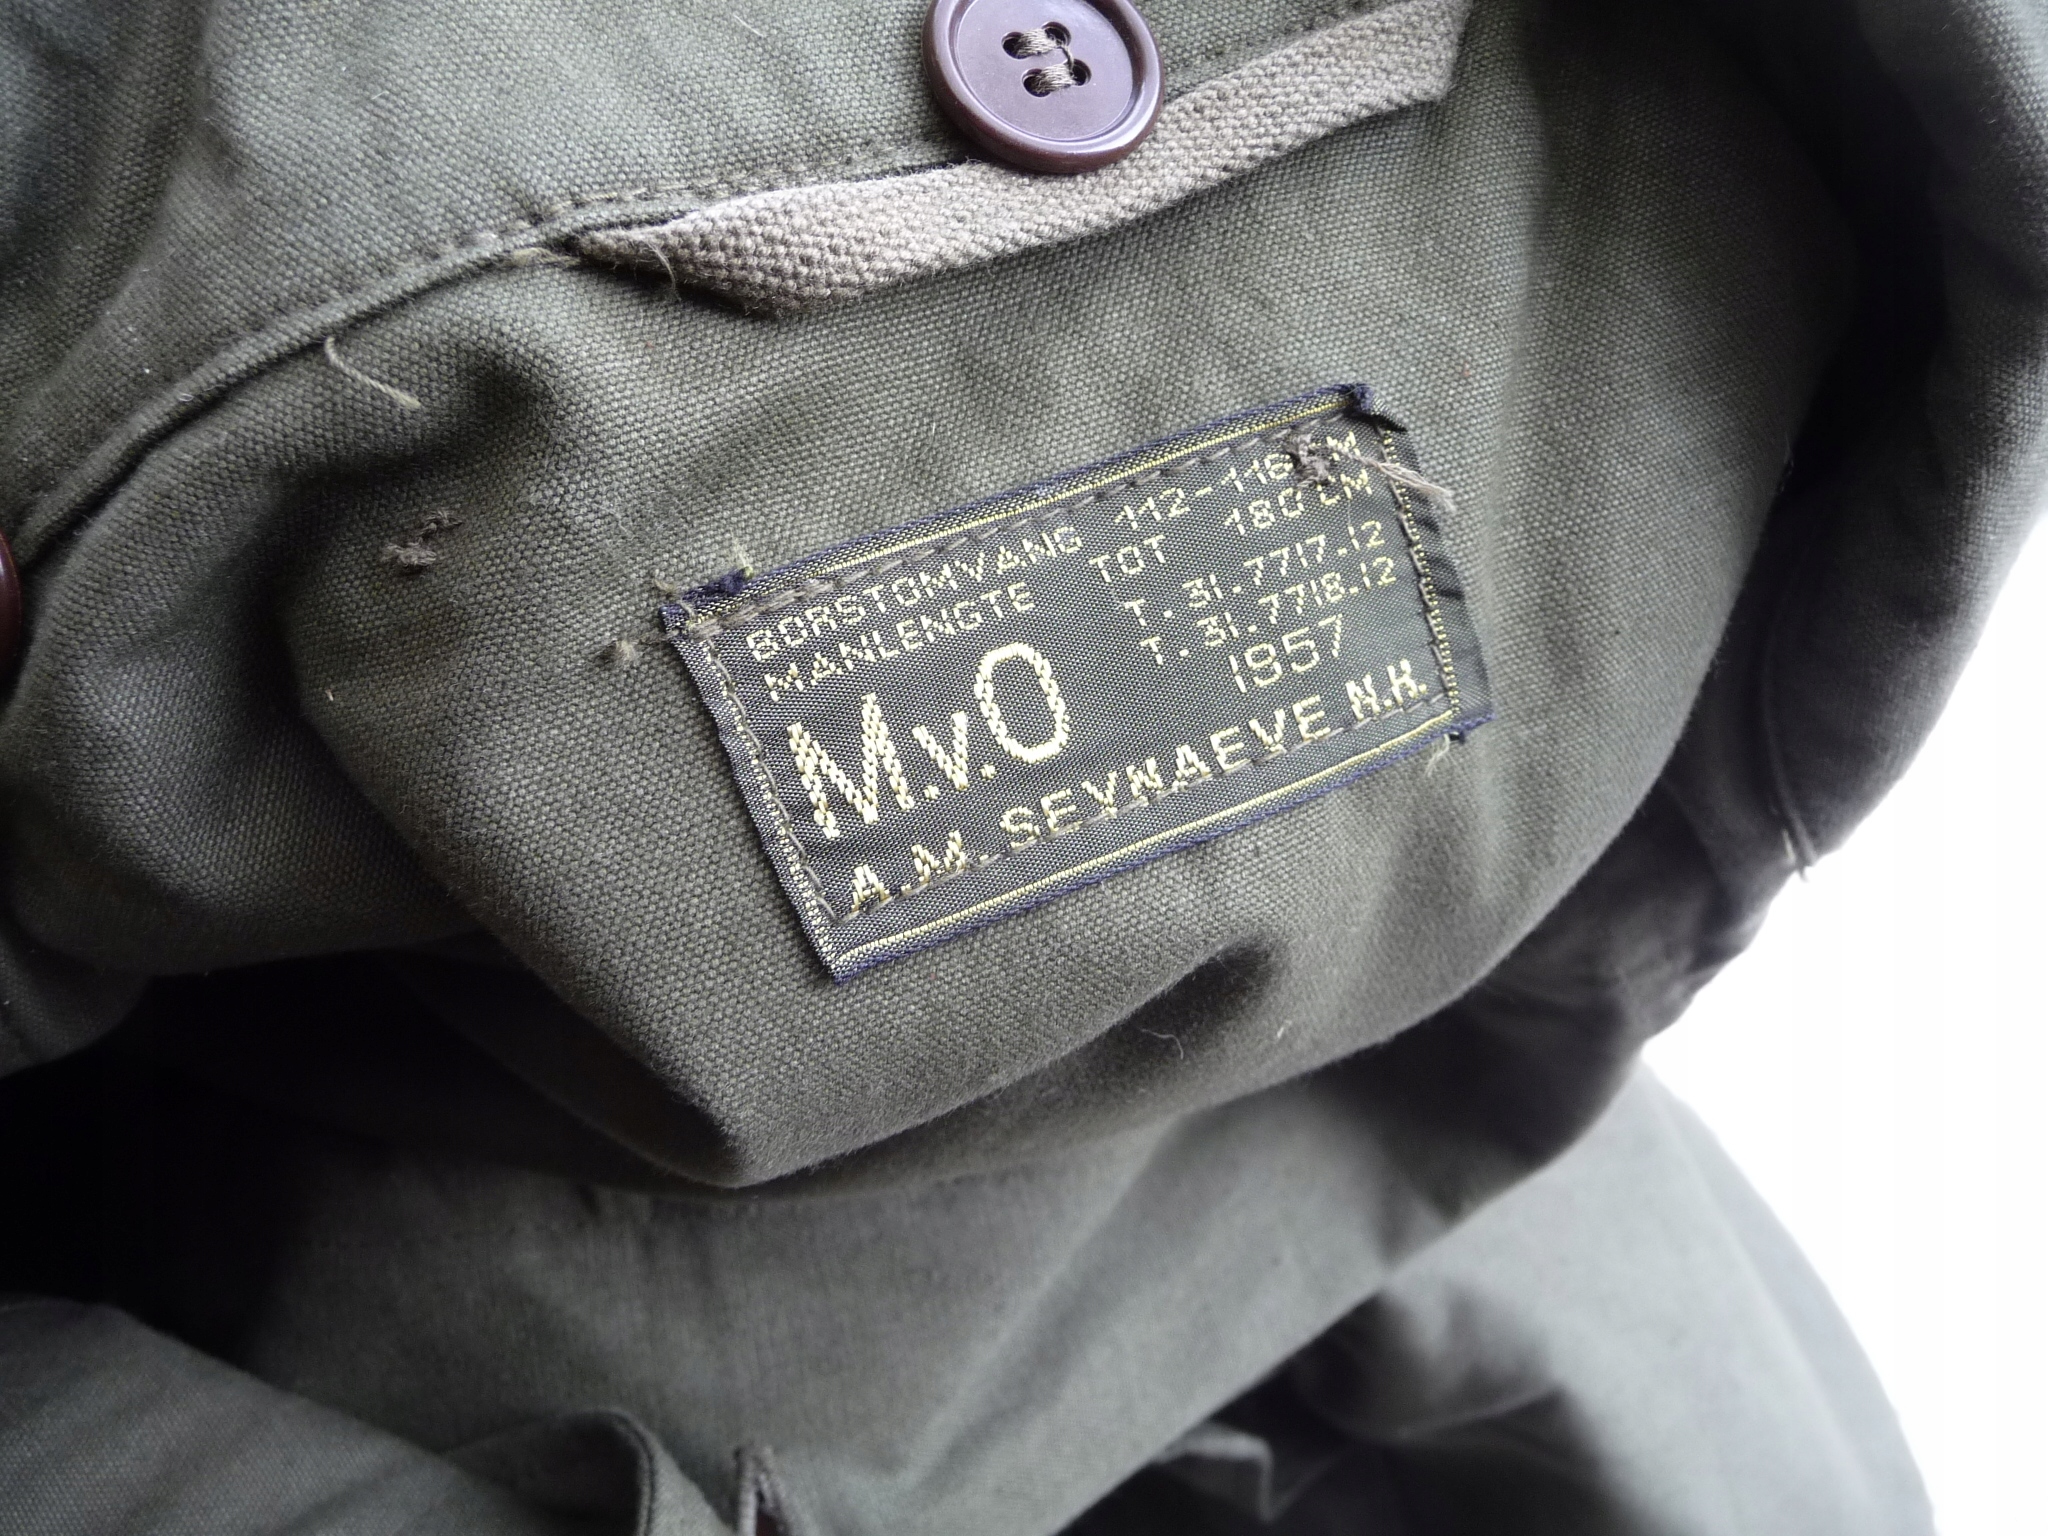 BORSTOMVANG 112-116 CM
MANLENGTE TOT 180 CM
T. 31.7717.12
T. 31.7718.12
M.v.O 1957
A.M. SEYNAEVE N.H.